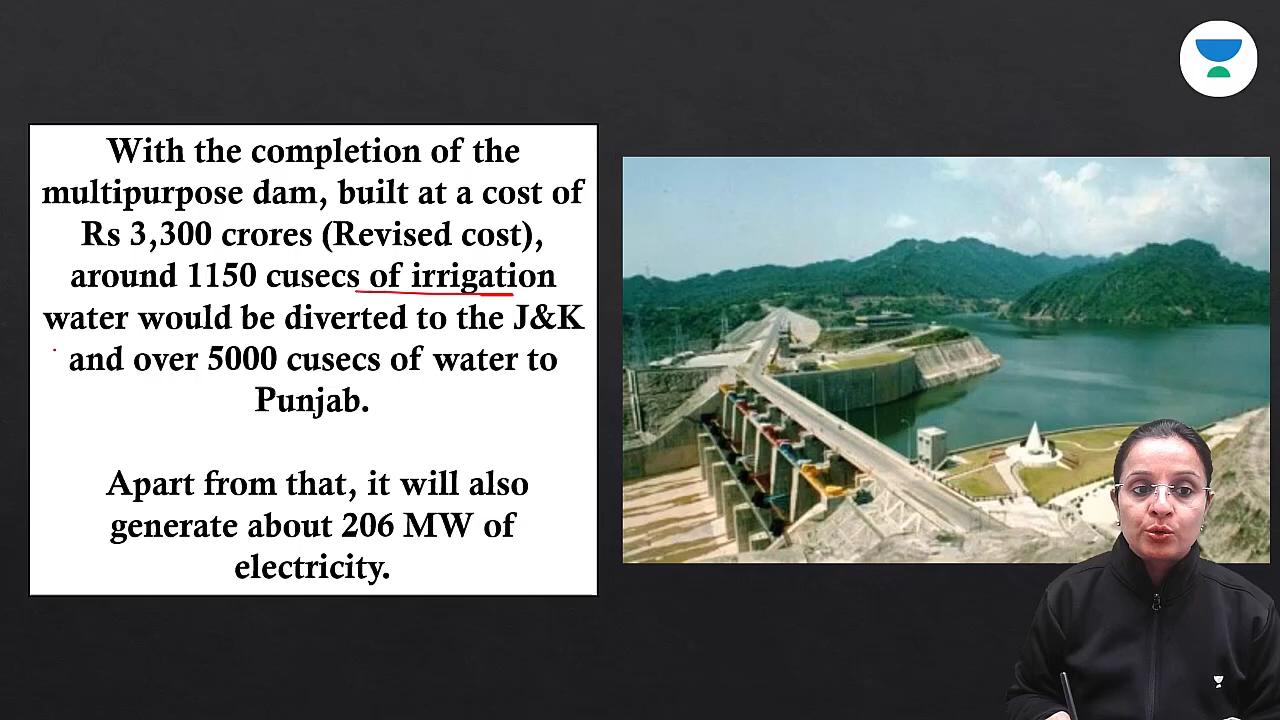 With the completion of the
multipurpose dam, built at a cost of
Rs 3,300 crores (Revised cost),
around 1150 cusecs of irrigation
water would be diverted to the J&K
and over 5000 cusecs of water to
Punjab.
Apart from that, it will also
generate about 206 MW of
electricity.